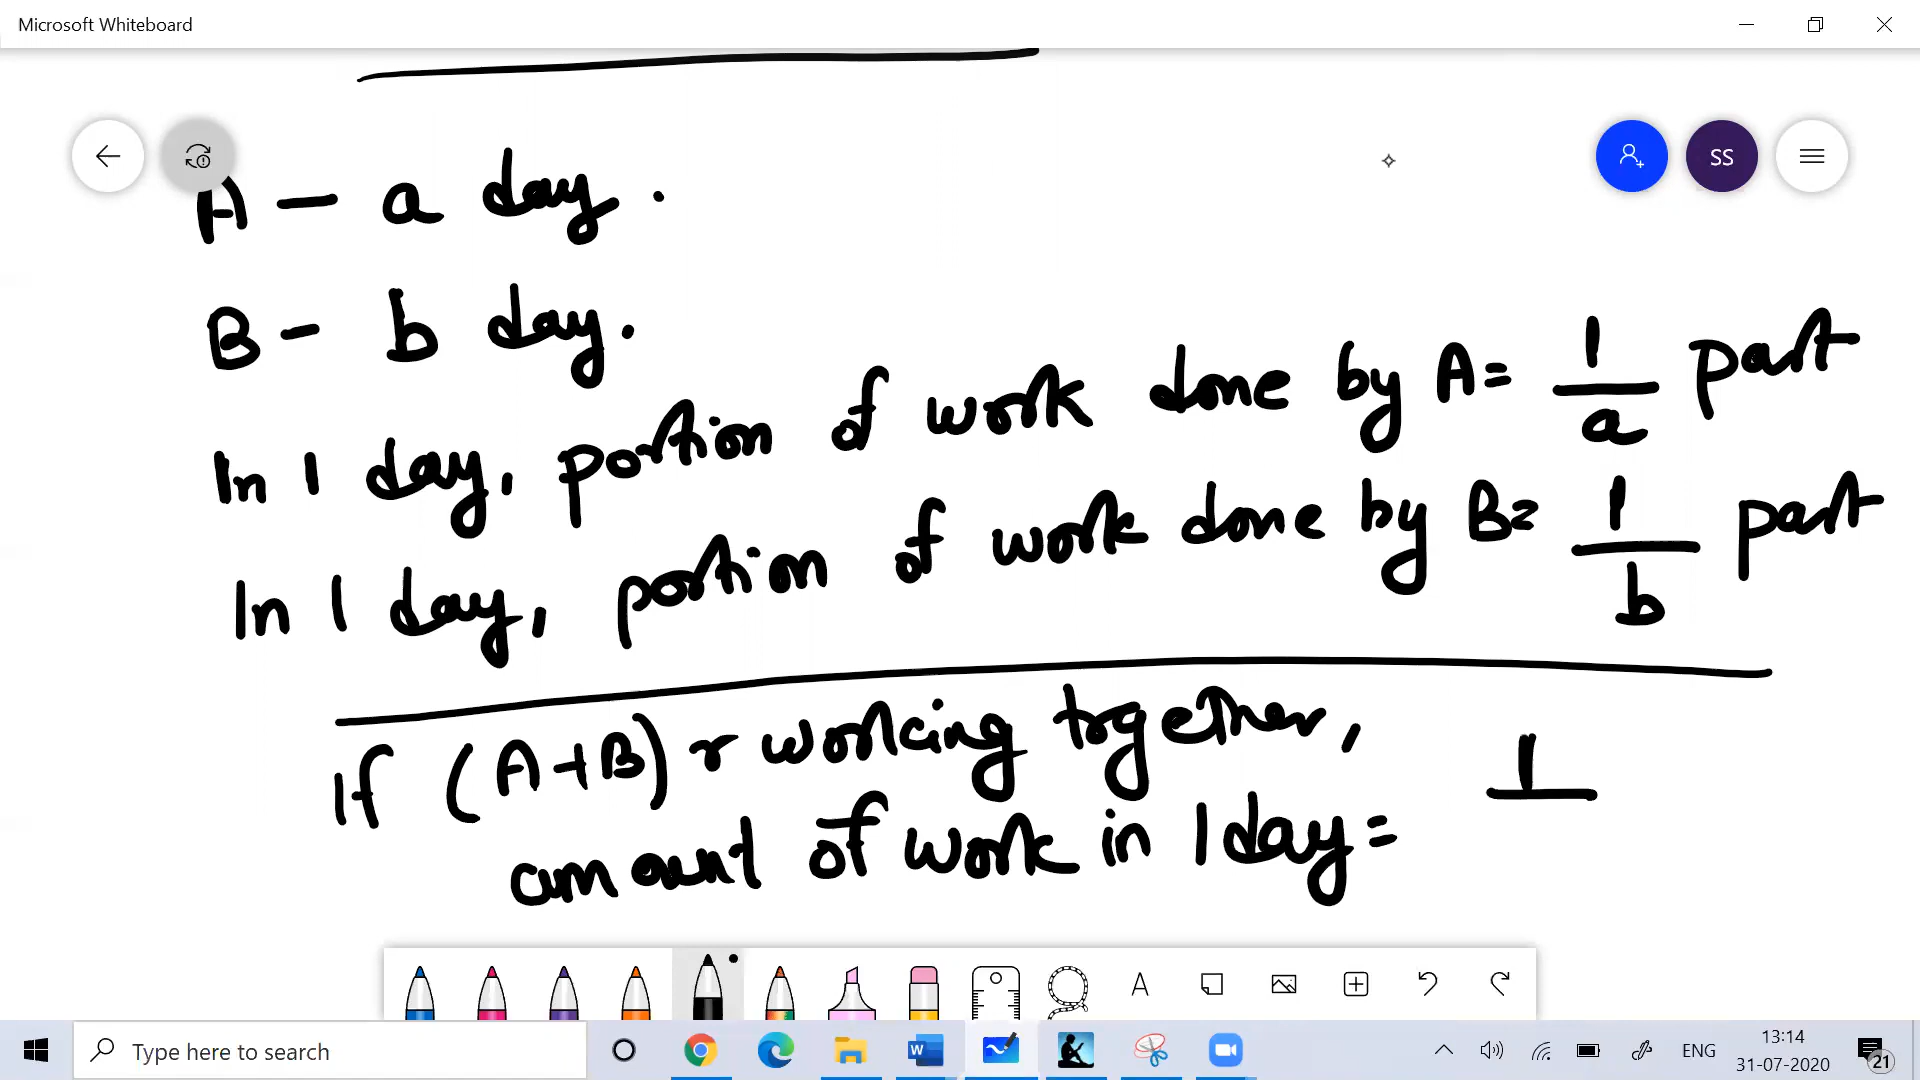 Microsoft Whiteboard
SS
A — a day.
B - b day.
In 1 day, portion of work done by A = 1/a part
In 1 day, portion of work done by B = 1/b part
If (A+B) r working together,
amount of work in 1 day = 1/
A
W
Type here to search
ENG
13:14
31-07-2020
21